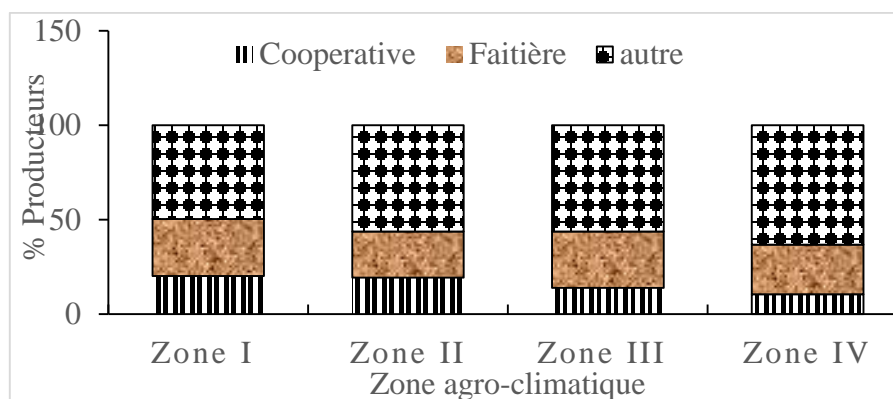 150
Cooperative Faitière autre
100
50
0
% Producteurs
Zone I Zone II Zone III Zone IV
Zone agro-climatique